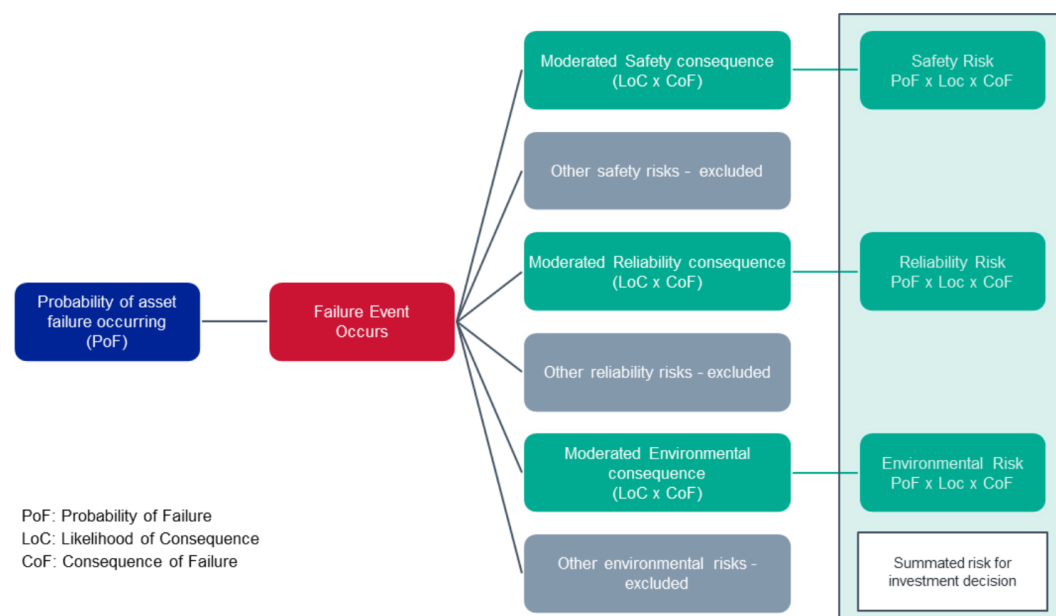 Moderated Safety consequence
(LoC x CoF)
Safety Risk
PoF x Loc x CoF
Other safety risks - excluded
Moderated Reliability consequence
(LoC x CoF)
Reliability Risk
PoF x Loc x CoF
Probability of asset
failure occurring
(PoF)
Failure Event
Occurs
Other reliability risks - excluded
Moderated Environmental
consequence
(LoC x CoF)
Environmental Risk
PoF x Loc x CoF
PoF: Probability of Failure
LoC: Likelihood of Consequence
CoF: Consequence of Failure
Other environmental risks -
excluded
Summated risk for
investment decision